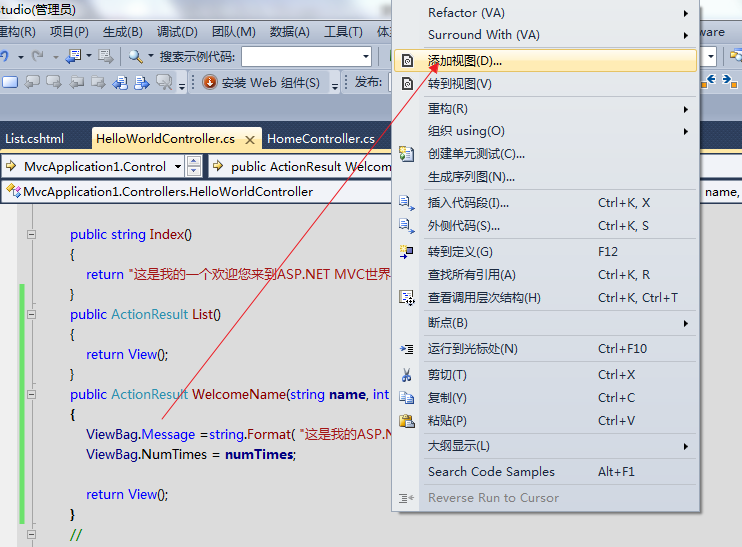 Studio(管理员)
重构(R) 项目(P) 生成(B) 调试(D) 团队(M) 数据(A) 工具(T)
搜索示例代码:
安装 Web 组件(S) 发布:
List.cshtml HelloWorldController.cs HomeController.cs
MvcApplication1.Control public ActionResult Welcom
MvcApplication1.Controllers.HelloWorldController name,
public string Index()
{
return "这是我的一个欢迎您来到ASP.NET MVC世界
}
public ActionResult List()
{
return View();
}
public ActionResult WelcomeName(string name, int
{
ViewBag.Message =string.Format( "这是我的ASP.N
ViewBag.NumTimes = numTimes;
return View();
}
//
Refactor (VA)
Surround With (VA)
添加视图(D)...
转到视图(V)
重构(R)
组织 using(O)
创建单元测试(C)...
生成序列图(N)...
插入代码段(I)... Ctrl+K, X
外侧代码(S)... Ctrl+K, S
转到定义(G) F12
查找所有引用(A) Ctrl+K, R
查看调用层次结构(H) Ctrl+K, Ctrl+T
断点(B)
运行到光标处(N) Ctrl+F10
剪切(T) Ctrl+X
复制(Y) Ctrl+C
粘贴(P) Ctrl+V
大纲显示(L)
Search Code Samples Alt+F1
Reverse Run to Cursor